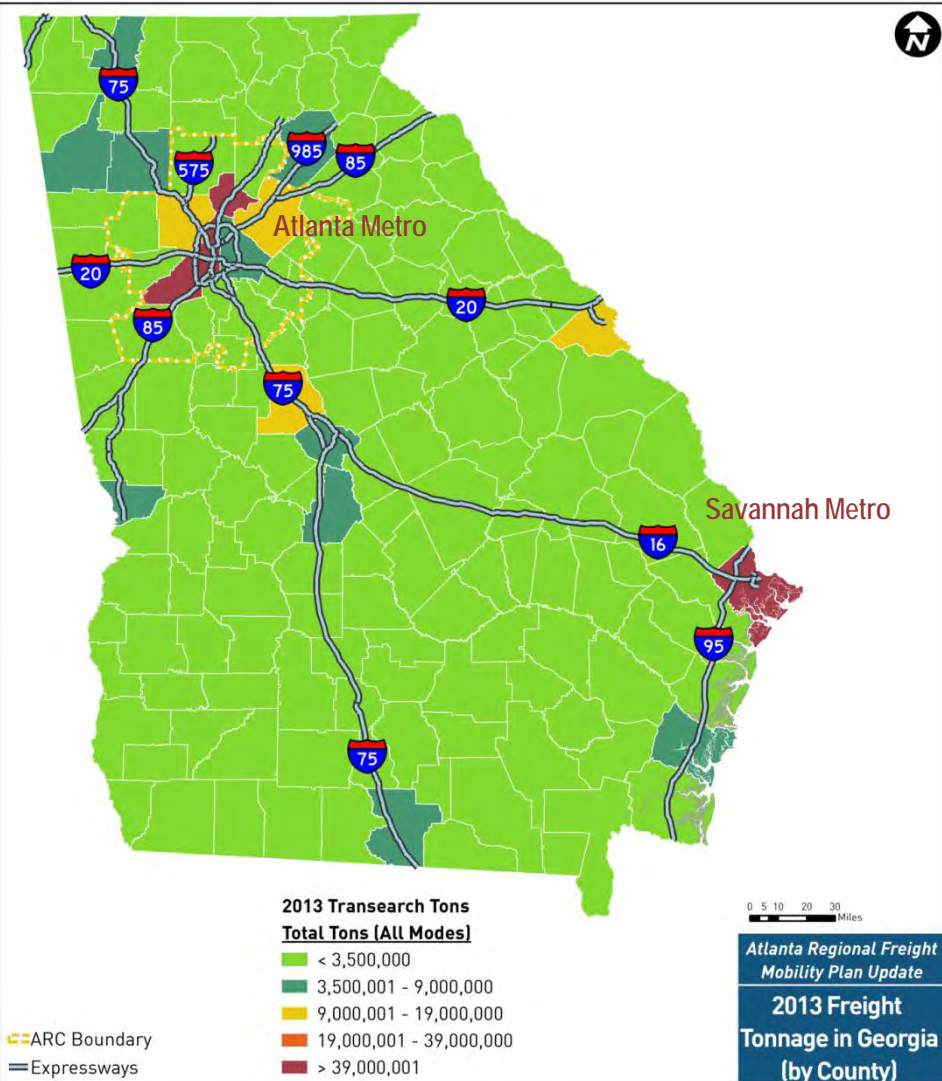 N
75
985
575
85
Atlanta Metro
20
20
85
75
Savannah Metro
16
95
75
2013 Transearch Tons
Total Tons (All Modes)
< 3,500,000
3,500,001 - 9,000,000
9,000,001 - 19,000,000
19,000,001 - 39,000,000
> 39,000,001
ARC Boundary
Expressways
0 5 10 20 30
Miles
Atlanta Regional Freight
Mobility Plan Update
2013 Freight
Tonnage in Georgia
(by County)